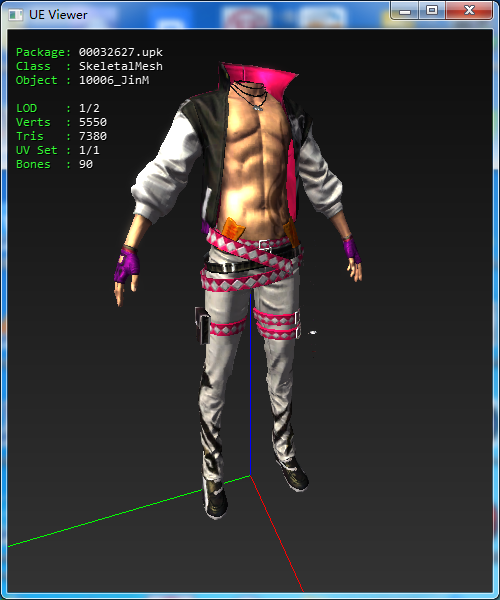 UE Viewer
Package: 00032627.upk
Class  : SkeletalMesh
Object : 10006_JinM
LOD    : 1/2
Verts  : 5550
Tris   : 7380
UV Set : 1/1
Bones  : 90